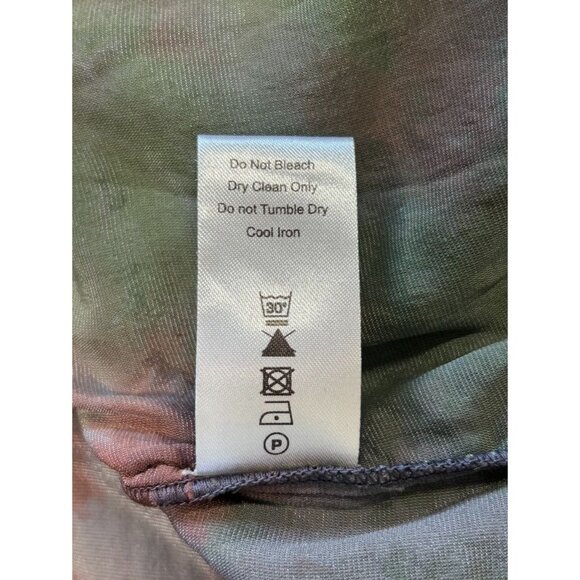 Do Not Bleach
Dry Clean Only
Do not Tumble Dry
Cool Iron
30°
P